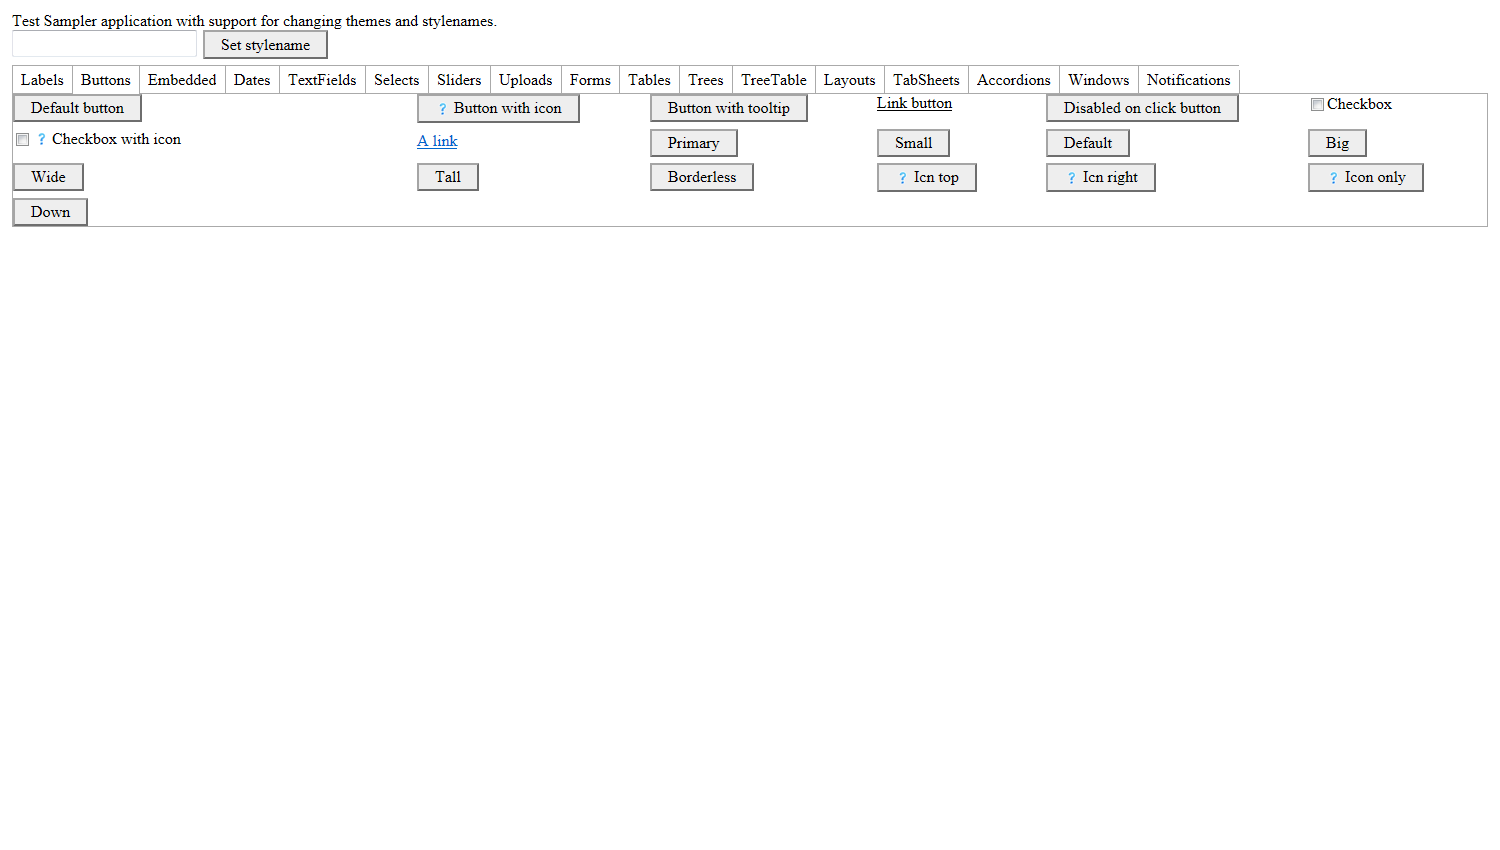 Test Sampler application with support for changing themes and stylenames.
Set stylename
Labels Buttons Embedded Dates TextFields Selects Sliders Uploads Forms Tables Trees TreeTable Layouts TabSheets Accordions Windows Notifications
Default button ? Button with icon Button with tooltip Link button Disabled on click button Checkbox
? Checkbox with icon A link Primary Small Default Big
Wide Tall Borderless ? Icn top ? Icn right ? Icon only
Down